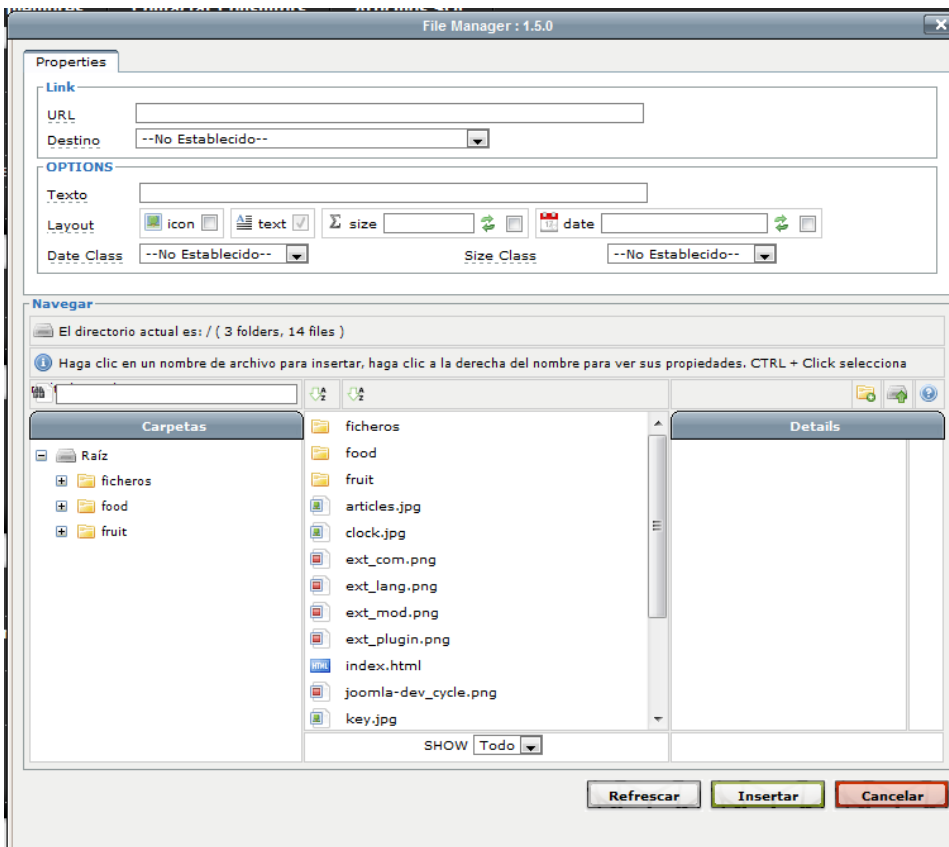 File Manager : 1.5.0
Properties
Link
URL
Destino --No Establecido--
OPTIONS
Texto
Layout icon text Σ size date
Date Class --No Establecido-- Size Class --No Establecido--
Navegar
El directorio actual es: / ( 3 folders, 14 files )
Haga clic en un nombre de archivo para insertar, haga clic a la derecha del nombre para ver sus propiedades. CTRL + Click selecciona
Carpetas
Raíz
ficheros
food
fruit
ficheros
food
fruit
articles.jpg
clock.jpg
ext_com.png
ext_lang.png
ext_mod.png
ext_plugin.png
index.html
joomla-dev_cycle.png
key.jpg
SHOW Todo
Details
Refrescar Insertar Cancelar